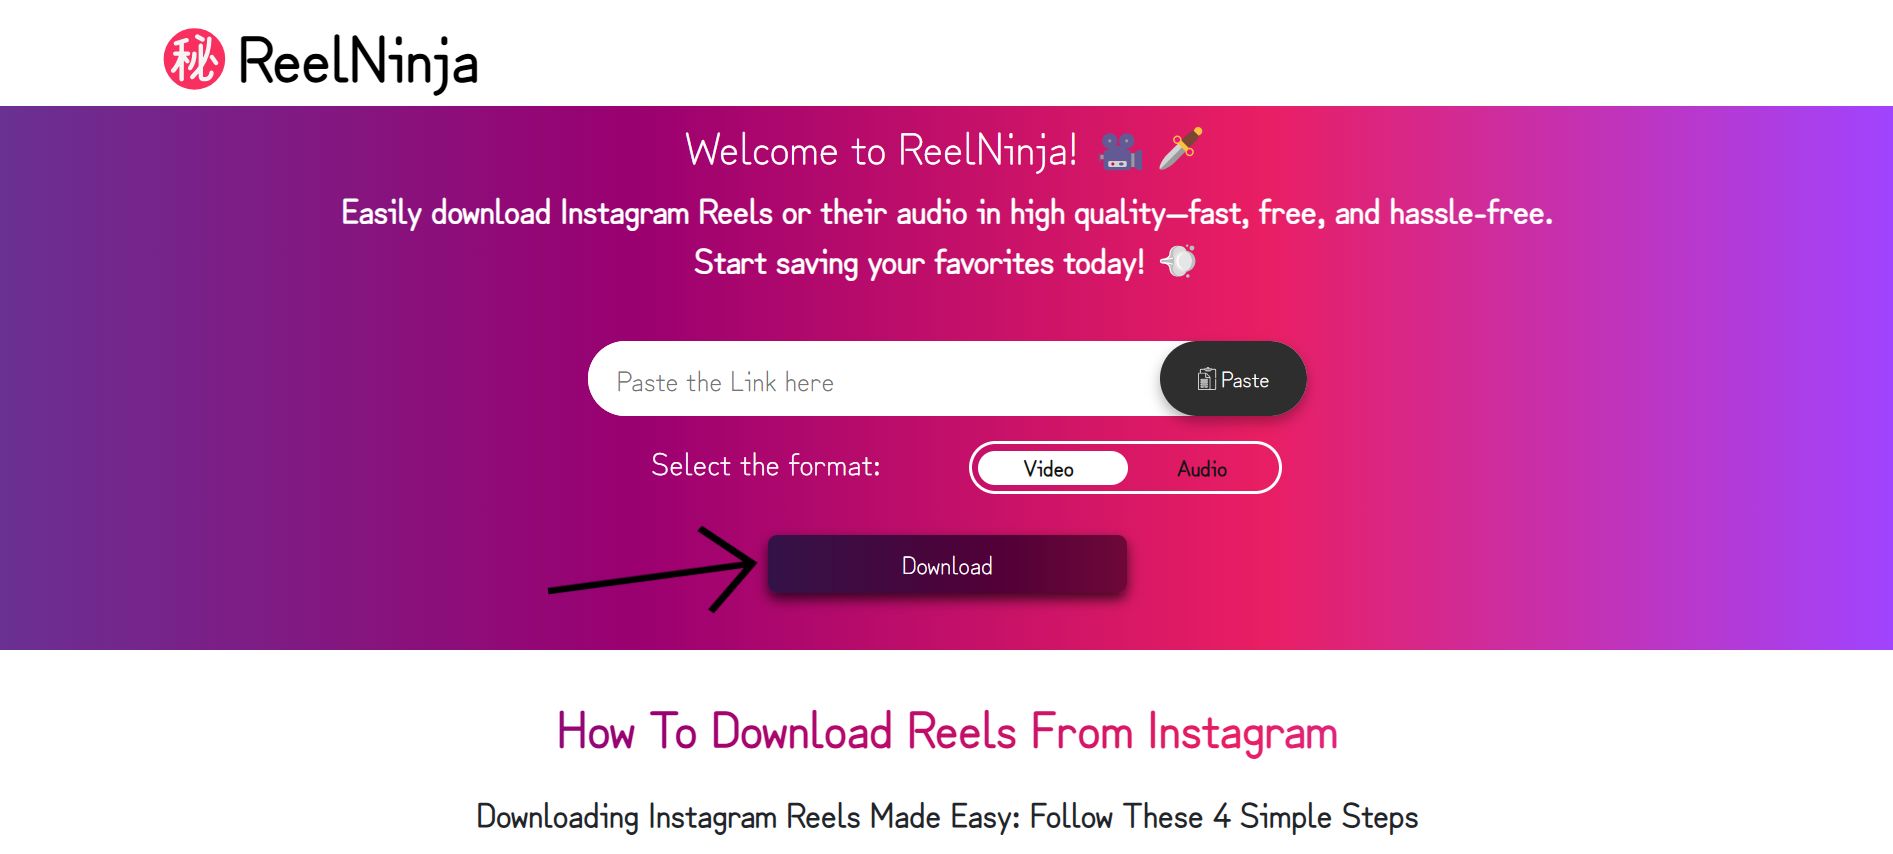 ㊙ ReelNinja
Welcome to ReelNinja! 🎥 🗡️
Easily download Instagram Reels or their audio in high quality—fast, free, and hassle-free.
Start saving your favorites today! 💨
Paste the Link here
Paste
Select the format:
Video
Audio
Download
How To Download Reels From Instagram
Downloading Instagram Reels Made Easy: Follow These 4 Simple Steps